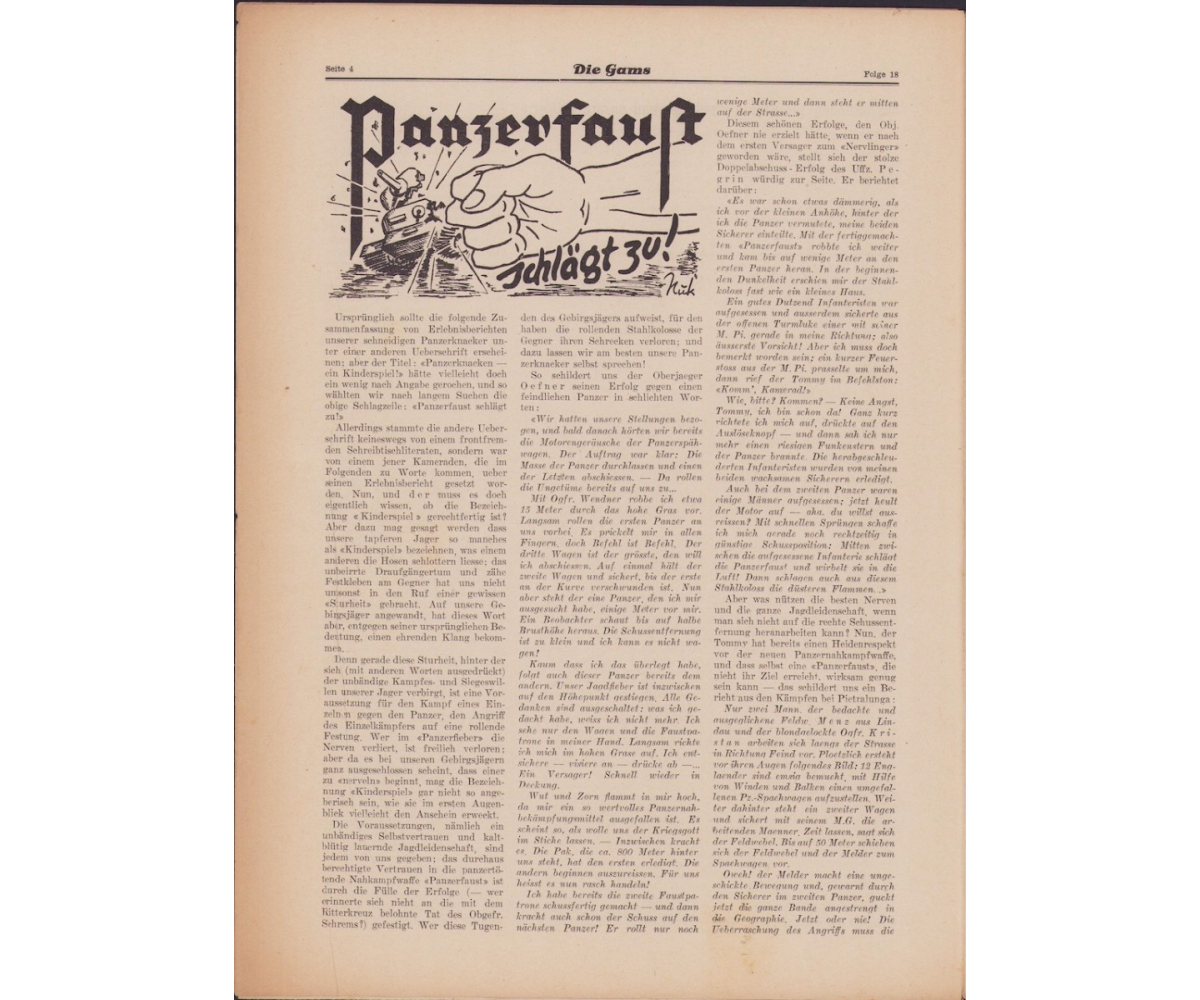 Seite 4
Die Gams
Folge 18
Panzerfaust
schlägt zu!
Nuk
Ursprünglich sollte die folgende Zu-
sammenfassung von Erlebnisberichten
unserer schneidigen Panzerknacker un-
ter einer anderen Ueberschrift erschei-
nen; aber der Titel: «Panzerknacken —
ein Kinderspiel!» hätte vielleicht doch
ein wenig nach Angabe gerochen, und so
wählten wir nach langem Suchen die
obige Schlagzeile: «Panzerfaust schlägt
zu!»
Allerdings stammte die andere Ueber-
schrift keineswegs von einem frontfrem-
den Schreibtischliteraten, sondern war
von einem jener Kameraden, die im
Folgenden zu Worte kommen, ueber
seinen Erlebnisbericht gesetzt wor-
den. Nun, und der muss es doch
eigentlich wissen, ob die Bezeich-
nung «Kinderspiel» gerechtfertig ist?
Aber dazu mag gesagt werden dass
unsere tapferen Jager so manches
als «Kinderspiel» bezeichnen, was einem
anderen die Hosen schlottern liesse; das
unbeirrte Draufgängertum und zähe
Festkleben am Gegner hat uns nicht
umsonst in den Ruf einer gewissen
«Sturheit» gebracht. Auf unsere Ge-
birgsjäger angewandt, hat dieses Wort
aber, entgegen seiner ursprünglichen Be-
deutung, einen ehrenden Klang bekom-
men.
Denn gerade diese Sturheit, hinter der
sich (mit anderen Worten ausgedrückt)
der unbändige Kampfes- und Siegeswil-
len unserer Jager verbirgt, ist eine Vor-
aussetzung für den Kampf eines Ein-
zelnen gegen den Panzer, den Angriff
des Einzelkämpfers auf eine rollende
Festung. Wer im «Panzerfieber» die
Nerven verliert, ist freilich verloren;
aber da es bei unseren Gebirgsjägern
ganz ausgeschlossen scheint, dass einer
zu «nerveln» beginnt, mag die Bezeich-
nung «Kinderspiel» gar nicht so ange-
berisch sein, wie sie im ersten Augen-
blick vielleicht den Anschein erweckt.
Die Voraussetzungen, nämlich ein
unbändiges Selbstvertrauen und kalt-
blütig lauernde Jagdleidenschaft, sind
jedem von uns gegeben; das durchaus
berechtigte Vertrauen in die panzertö-
tende Nahkampfwaffe «Panzerfaust» ist
durch die Fülle der Erfolge (— wer
erinnerte sich nicht an die mit dem
Ritterkreuz belohnte Tat des Obgefr.
Schrems?) gefestigt. Wer diese Tugen-
den des Gebirgsjägers aufweist, für den
haben die rollenden Stahlkolosse der
Gegner ihren Schrecken verloren; und
dazu lassen wir am besten unsere Pan-
zerknacker selbst sprechen!
So schildert uns der Oberjaeger
Oefner seinen Erfolg gegen einen
feindlichen Panzer in schlichten Wor-
ten:
«Wir hatten unsere Stellungen bezo-
gen, und bald danach hörten wir bereits
die Motorengeräusche der Panzerspäh-
wagen. Der Auftrag war klar: Die
Masse der Panzer durchlassen und einen
der Letzten abschiessen. — Da rollen
die Ungetüme bereits auf uns zu...
Mit Ogfr. Wendner robbe ich etwa
15 Meter durch das hohe Gras vor.
Langsam rollen die ersten Panzer an
uns vorbei. Es prickelt mir in allen
Fingern, doch Befehl ist Befehl. Der
dritte Wagen ist der grösste, den will
ich abschiessen. Auf einmal hält der
zweite Wagen und sichert, bis der erste
an der Kurve verschwunden ist. Nun
aber steht der eine Panzer, den ich mir
ausgesucht habe, einige Meter vor mir.
Ein Beobachter schaut bis auf halbe
Brusthöhe heraus. Die Schussentfernung
ist zu klein und ich kann es nicht wa-
gen!
Kaum dass ich das überlegt habe,
folgt auch dieser Panzer bereits dem
andern. Unser Jagdfieber ist inzwischen
auf den Höhepunkt gestiegen. Alle Ge-
danken sind ausgeschaltet: was ich ge-
dacht habe, weiss ich nicht mehr. Ich
sehe nur den Wagen und die Faustpa-
trone in meiner Hand. Langsam richte
ich mich im hohen Grase auf. Ich ent-
sichere — visiere an — drücke ab —...
Ein Versager! Schnell wieder in
Deckung.
Wut und Zorn flammt in mir hoch,
da mir ein so wertvolles Panzernah-
bekämpfungsmittel ausgefallen ist. Es
scheint so, als wolle uns der Kriegsgott
im Stiche lassen. — Inzwischen kracht
es. Die Pak, die ca. 800 Meter hinter
uns steht, hat den ersten erledigt. Die
andern beginnen auszureissen. Für uns
heisst es nun rasch handeln!
Ich habe bereits die zweite Faustpa-
trone schussfertig gemacht — und dann
kracht auch schon der Schuss auf den
nächsten Panzer! Er rollt nur noch
wenige Meter und dann steht er mitten
auf der Strasse...»
Diesem schönen Erfolge, den Obj.
Oefner nie erzielt hätte, wenn er nach
dem ersten Versager zum «Nervlinger»
geworden wäre, stellt sich der stolze
Doppelabschuss-Erfolg des Uffz. Pe-
grin würdig zur Seite. Er berichtet
darüber:
«Es war schon etwas dämmerig, als
ich vor der kleinen Anhöhe, hinter der
ich die Panzer vermutete, meine beiden
Sicherer einteilte. Mit der fertiggemach-
ten «Panzerfaust» robbte ich weiter
und kam bis auf wenige Meter an den
ersten Panzer heran. In der beginnen-
den Dunkelheit erschien mir der Stahl-
koloss fast wie ein kleines Haus.
Ein gutes Dutzend Infanteristen war
aufgesessen und ausserdem sicherte aus
der offenen Turmluke einer mit seiner
M. Pi. gerade in meine Richtung; also
äusserste Vorsicht! Aber ich muss doch
bemerkt worden sein; ein kurzer Feuer-
stoss aus der M. Pi. prasselte um mich,
dann rief der Tommy im Befehlston:
«Komm', Kamerad!»
Wie, bitte? Kommen? — Keine Angst,
Tommy, ich bin schon da! Ganz kurz
richtete ich mich auf, drückte auf den
Auslöseknopf — und dann sah ich nur
mehr einen riesigen Funkenstern und
der Panzer brannte. Die herabgeschleu-
derten Infanteristen wurden von meinen
beiden wachsamen Sicherern erledigt.
Auch bei dem zweiten Panzer waren
einige Männer aufgesessen; jetzt heult
der Motor auf — aha, du willst aus-
reissen? Mit schnellen Sprüngen schaffe
ich mich gerade noch rechtzeitig in
günstige Schussposition; Mitten zwi-
schen die aufgesessene Infanterie schlägt
die Panzerfaust und wirbelt sie in die
Luft! Dann schlagen auch aus diesem
Stahlkoloss die düsteren Flammen..»
Aber was nützen die besten Nerven
und die ganze Jagdleidenschaft, wenn
man sich nicht auf die rechte Schussent-
fernung heranarbeiten kann? Nun, der
Tommy hat bereits einen Heidenrespekt
vor der neuen Panzernahkampfwaffe,
und dass selbst eine «Panzerfaust», die
nicht ihr Ziel erreicht, wirksam genug
sein kann — das schildert uns ein Be-
richt aus den Kämpfen bei Pietralunga:
Nur zwei Mann, der bedachte und
ausgeglichene Feldw. Menz aus Lin-
dau und der blondgelockte Ogfr. Kri-
stan arbeiten sich laengs der Strasse
in Richtung Feind vor. Ploetzlich ersteht
vor ihren Augen folgendes Bild; 12 Eng-
laender sind emsig bemueht, mit Hilfe
von Winden und Balken einen umgefal-
lenen Pz.-Spaehwagen aufzustellen. Wei-
ter dahinter steht ein zweiter Wagen
und sichert mit seinem M.G. die ar-
beitenden Maenner. Zeit lassen, sagt sich
der Feldwebel. Bis auf 50 Meter schieben
sich der Feldwebel und der Melder zum
Spaehwagen vor.
Oweh! der Melder macht eine unge-
schickte Bewegung und, gewarnt durch
den Sicherer im zweiten Panzer, guckt
jetzt die ganze Bande angestrengt in
die Geographie. Jetzt oder nie! Die
Ueberraschung des Angriffs muss die